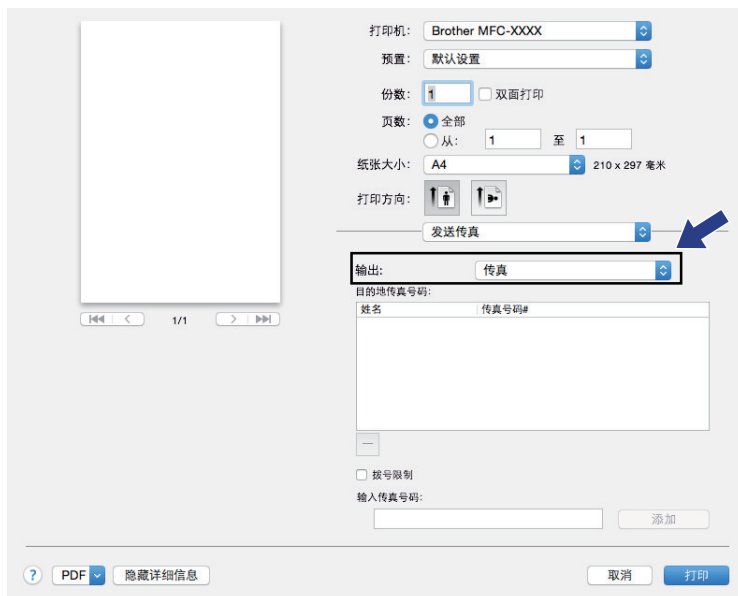 打印机: Brother MFC-XXXX
预置: 默认设置
份数: 1 双面打印
页数: 全部
从: 1 至 1
纸张大小: A4 210 x 297 毫米
打印方向:
发送传真
输出: 传真
目的地传真号码:
姓名 传真号码#
1/1
拨号限制
输入传真号码:
添加
? PDF 隐藏详细信息 取消 打印